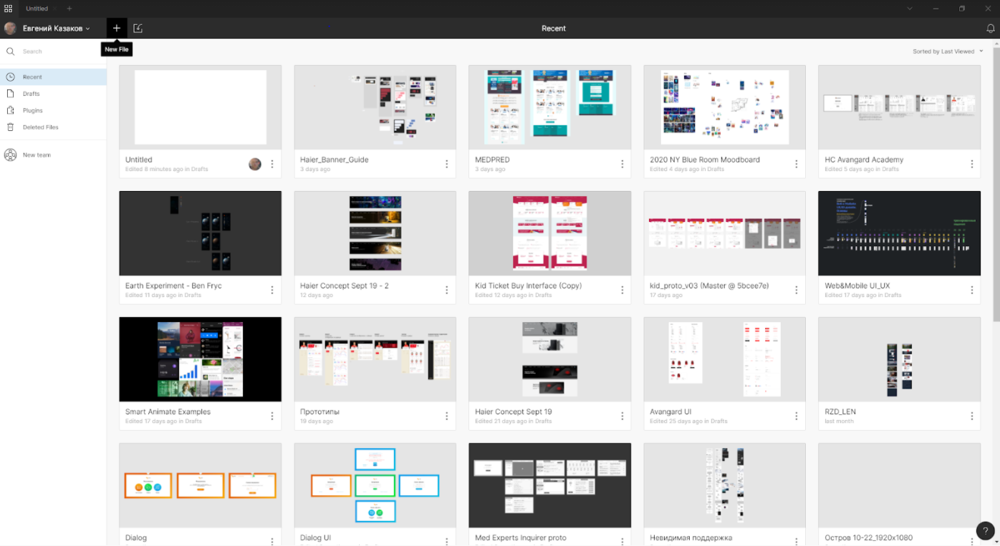 Untitled
Евгений Казаков
Recent
New File
Search
Sorted by Last Viewed
Recent
Drafts
Plugins
Deleted Files
New team
Untitled
Edited 8 minutes ago in Drafts
Haier_Banner_Guide
3 days ago
MEDPRED
3 days ago
2020 NY Blue Room Moodboard
Edited 4 days ago in Drafts
HC Avangard Academy
Edited 5 days ago in Drafts
Earth Experiment - Ben Fryc
Edited 11 days ago in Drafts
Haier Concept Sept 19 - 2
12 days ago
Kid Ticket Buy Interface (Copy)
Edited 12 days ago in Drafts
kid_proto_v03 (Master @ 5bcee7e)
17 days ago
Web&Mobile UI_UX
Edited 17 days ago in Drafts
Smart Animate Examples
Edited 17 days ago in Drafts
Прототипы
19 days ago
Haier Concept Sept 19
Edited 21 days ago in Drafts
Avangard UI
Edited 25 days ago in Drafts
RZD_LEN
last month
Dialog
Dialog UI
Med Experts Inquirer proto
Невидимая поддержка
Остров 10-22_1920x1080
?